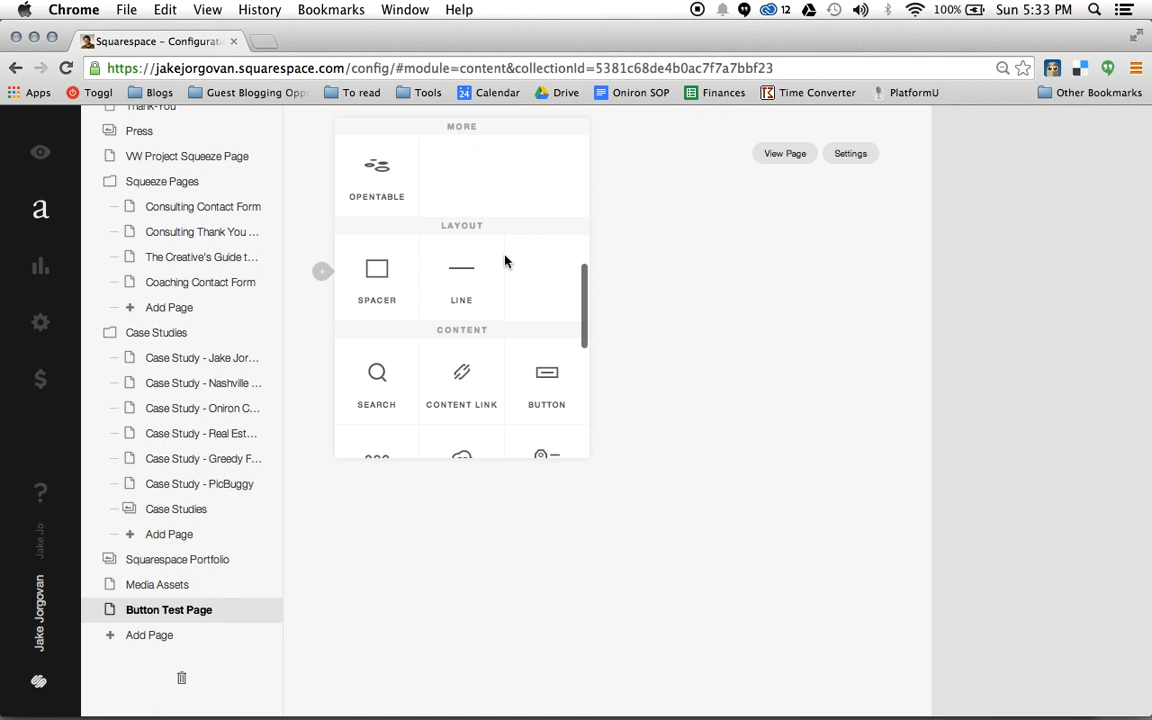 Chrome File Edit View History Bookmarks Window Help 12 100% Sun 5:33 PM
Squarespace - Configurati
https://jakejorgovan.squarespace.com/config/#module=content&collectionId=5381c68de4b0ac7f7a7bbf23
Apps Toggl Blogs Guest Blogging Opp To read Tools 24 Calendar Drive Oniron SOP Finances Time Converter PlatformU Other Bookmarks
Thank-You
Press
VW Project Squeeze Page
Squeeze Pages
Consulting Contact Form
Consulting Thank You ...
The Creative's Guide t...
Coaching Contact Form
+ Add Page
Case Studies
Case Study - Jake Jor...
Case Study - Nashville ...
Case Study - Oniron C...
Case Study - Real Est...
Case Study - Greedy F...
Case Study - PicBuggy
Case Studies
+ Add Page
Squarespace Portfolio
Media Assets
Button Test Page
+ Add Page
a
$
?
Jake Jo
Jake Jorgovan
MORE
OPENTABLE
LAYOUT
SPACER LINE
CONTENT
SEARCH CONTENT LINK BUTTON
View Page Settings